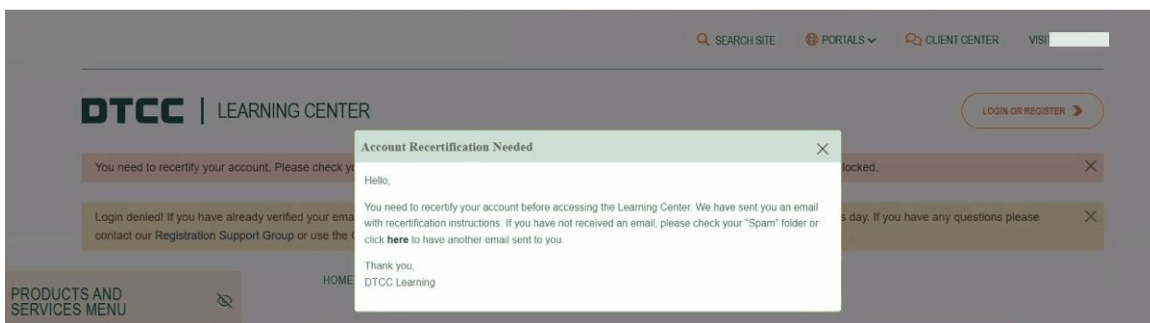 SEARCH SITE PORTALS CLIENT CENTER VISI
DTCC | LEARNING CENTER
LOGIN OR REGISTER
Account Recertification Needed
You need to recertify your account. Please check y
locked.
Hello,
You need to recertify your account before accessing the Learning Center. We have sent you an email
with recertification instructions. If you have not received an email, please check your "Spam" folder or
click here to have another email sent to you.
Login denied! If you have already verified your ema
s day. If you have any questions please
contact our Registration Support Group or use the
Thank you,
DTCC Learning
HOME
PRODUCTS AND
SERVICES MENU